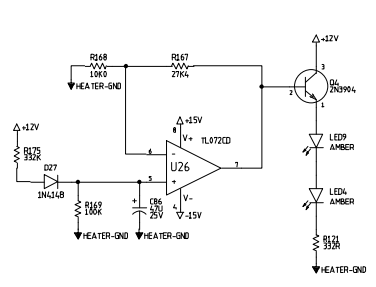 +12V
R168
R167
10K0
27K4
3
Q4
2N3904
2
1
HEATER-GND
+15V
8
V+
TL072CD
+12V
LED9
AMBER
R175
332K
6
-
U26
7
D27
5
+
1N4148
V-
4
-15V
LED4
AMBER
R169
100K
+
CB6
47U
25V
R121
332R
HEATER-GND
HEATER-GND
HEATER-GND